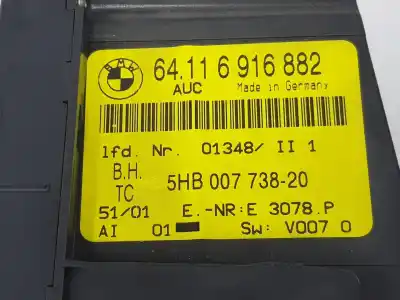 BMW
64.11 6 916 882
AUC Made in Germany
lfd. Nr. 01348/ II 1
B.H.
TC 5HB 007 738-20
51/01 E.-NR:E 3078.P
AI 01 Sw: V007 0